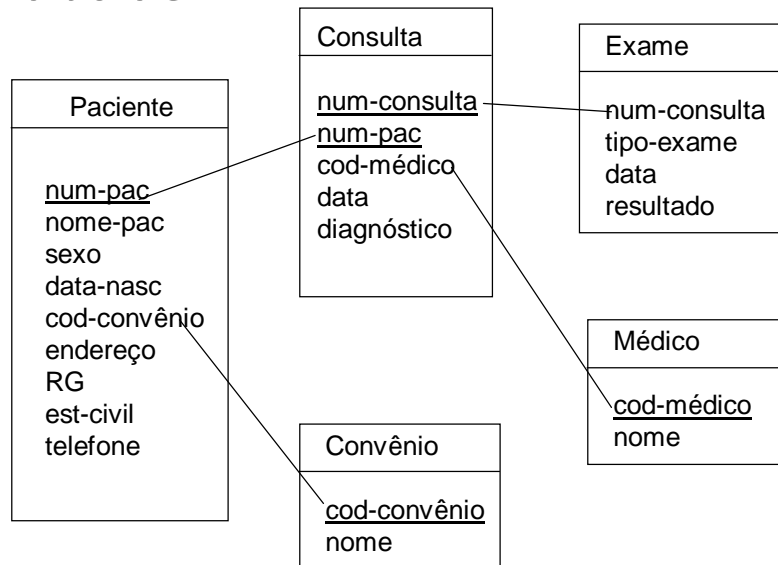 Paciente
num-pac
nome-pac
sexo
data-nasc
cod-convênio
endereço
RG
est-civil
telefone
Consulta
num-consulta
num-pac
cod-médico
data
diagnóstico
Exame
num-consulta
tipo-exame
data
resultado
Médico
cod-médico
nome
Convênio
cod-convênio
nome